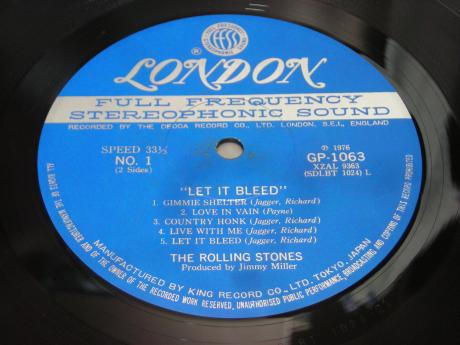 LONDON
®
FULL FREQUENCY
STEREOPHONIC SOUND
RECORDED BY THE DECCA RECORD CO., LTD. LONDON, S.E.I., ENGLAND
SPEED 33⅓
NO. 1
(2 Sides)
Ⓟ 1976
GP-1063
XZAL 9363
(SDLBT 1024) L
"LET IT BLEED"
1. GIMMIE SHELTER (Jagger, Richard)
2. LOVE IN VAIN (Payne)
3. COUNTRY HONK (Jagger, Richard)
4. LIVE WITH ME (Jagger, Richard)
5. LET IT BLEED (Jagger, Richard)
THE ROLLING STONES
Produced by Jimmy Miller
MANUFACTURED BY KING RECORD CO., LTD. TOKYO, JAPAN
ALL RIGHTS OF THE MANUFACTURER AND OF THE OWNER OF THE RECORDED WORK RESERVED, UNAUTHORISED PUBLIC PERFORMANCE, BROADCASTING AND COPYING OF THIS RECORD PROHIBITED